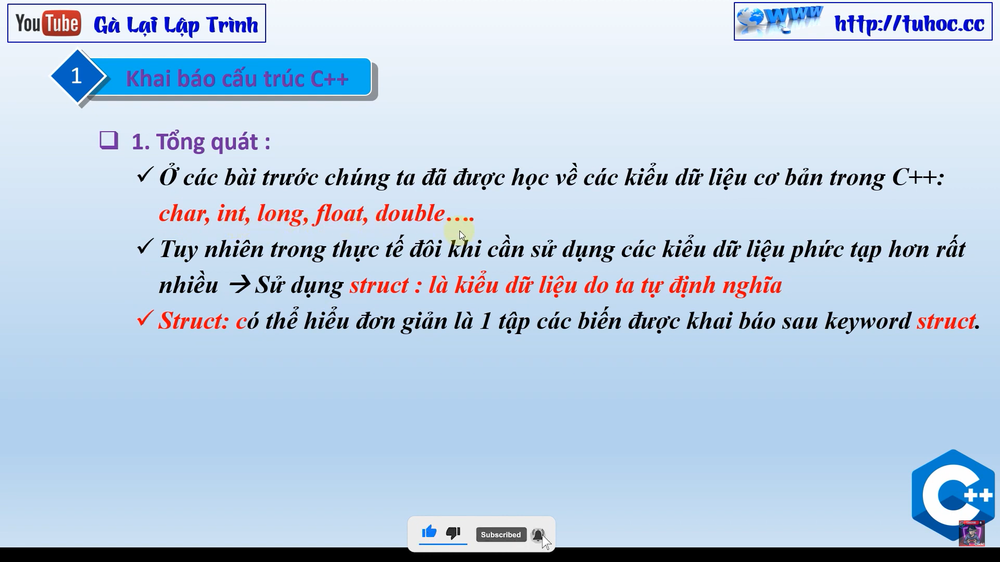 YouTube Gà Lại Lập Trình
WWW http://tuhoc.cc
1 Khai báo cấu trúc C++
1. Tổng quát :
Ở các bài trước chúng ta đã được học về các kiểu dữ liệu cơ bản trong C++:
char, int, long, float, double….
Tuy nhiên trong thực tế đôi khi cần sử dụng các kiểu dữ liệu phức tạp hơn rất
nhiều → Sử dụng struct : là kiểu dữ liệu do ta tự định nghĩa
Struct: có thể hiểu đơn giản là 1 tập các biến được khai báo sau keyword struct.
C++
Subscribed
Click!